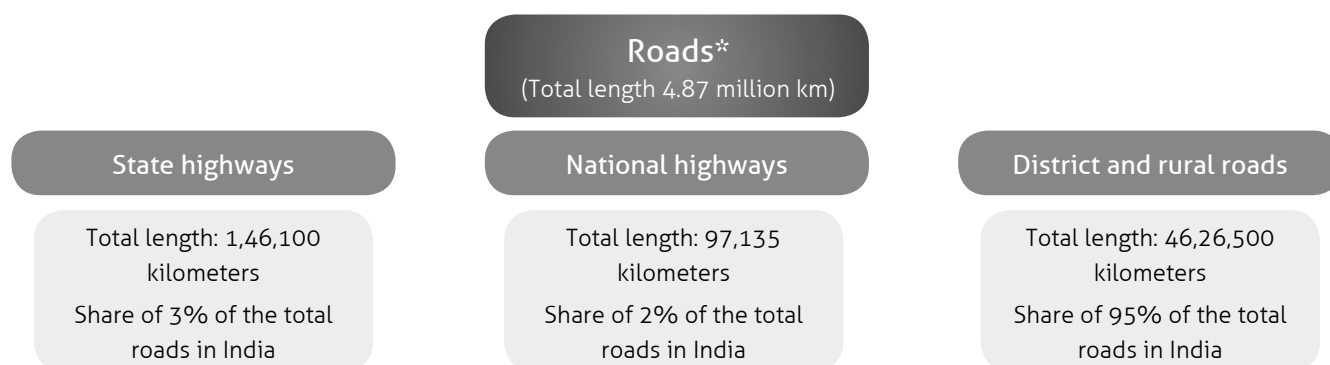 Roads*
(Total length 4.87 million km)
State highways
Total length: 1,46,100
kilometers
Share of 3% of the total
roads in India
National highways
Total length: 97,135
kilometers
Share of 2% of the total
roads in India
District and rural roads
Total length: 46,26,500
kilometers
Share of 95% of the total
roads in India